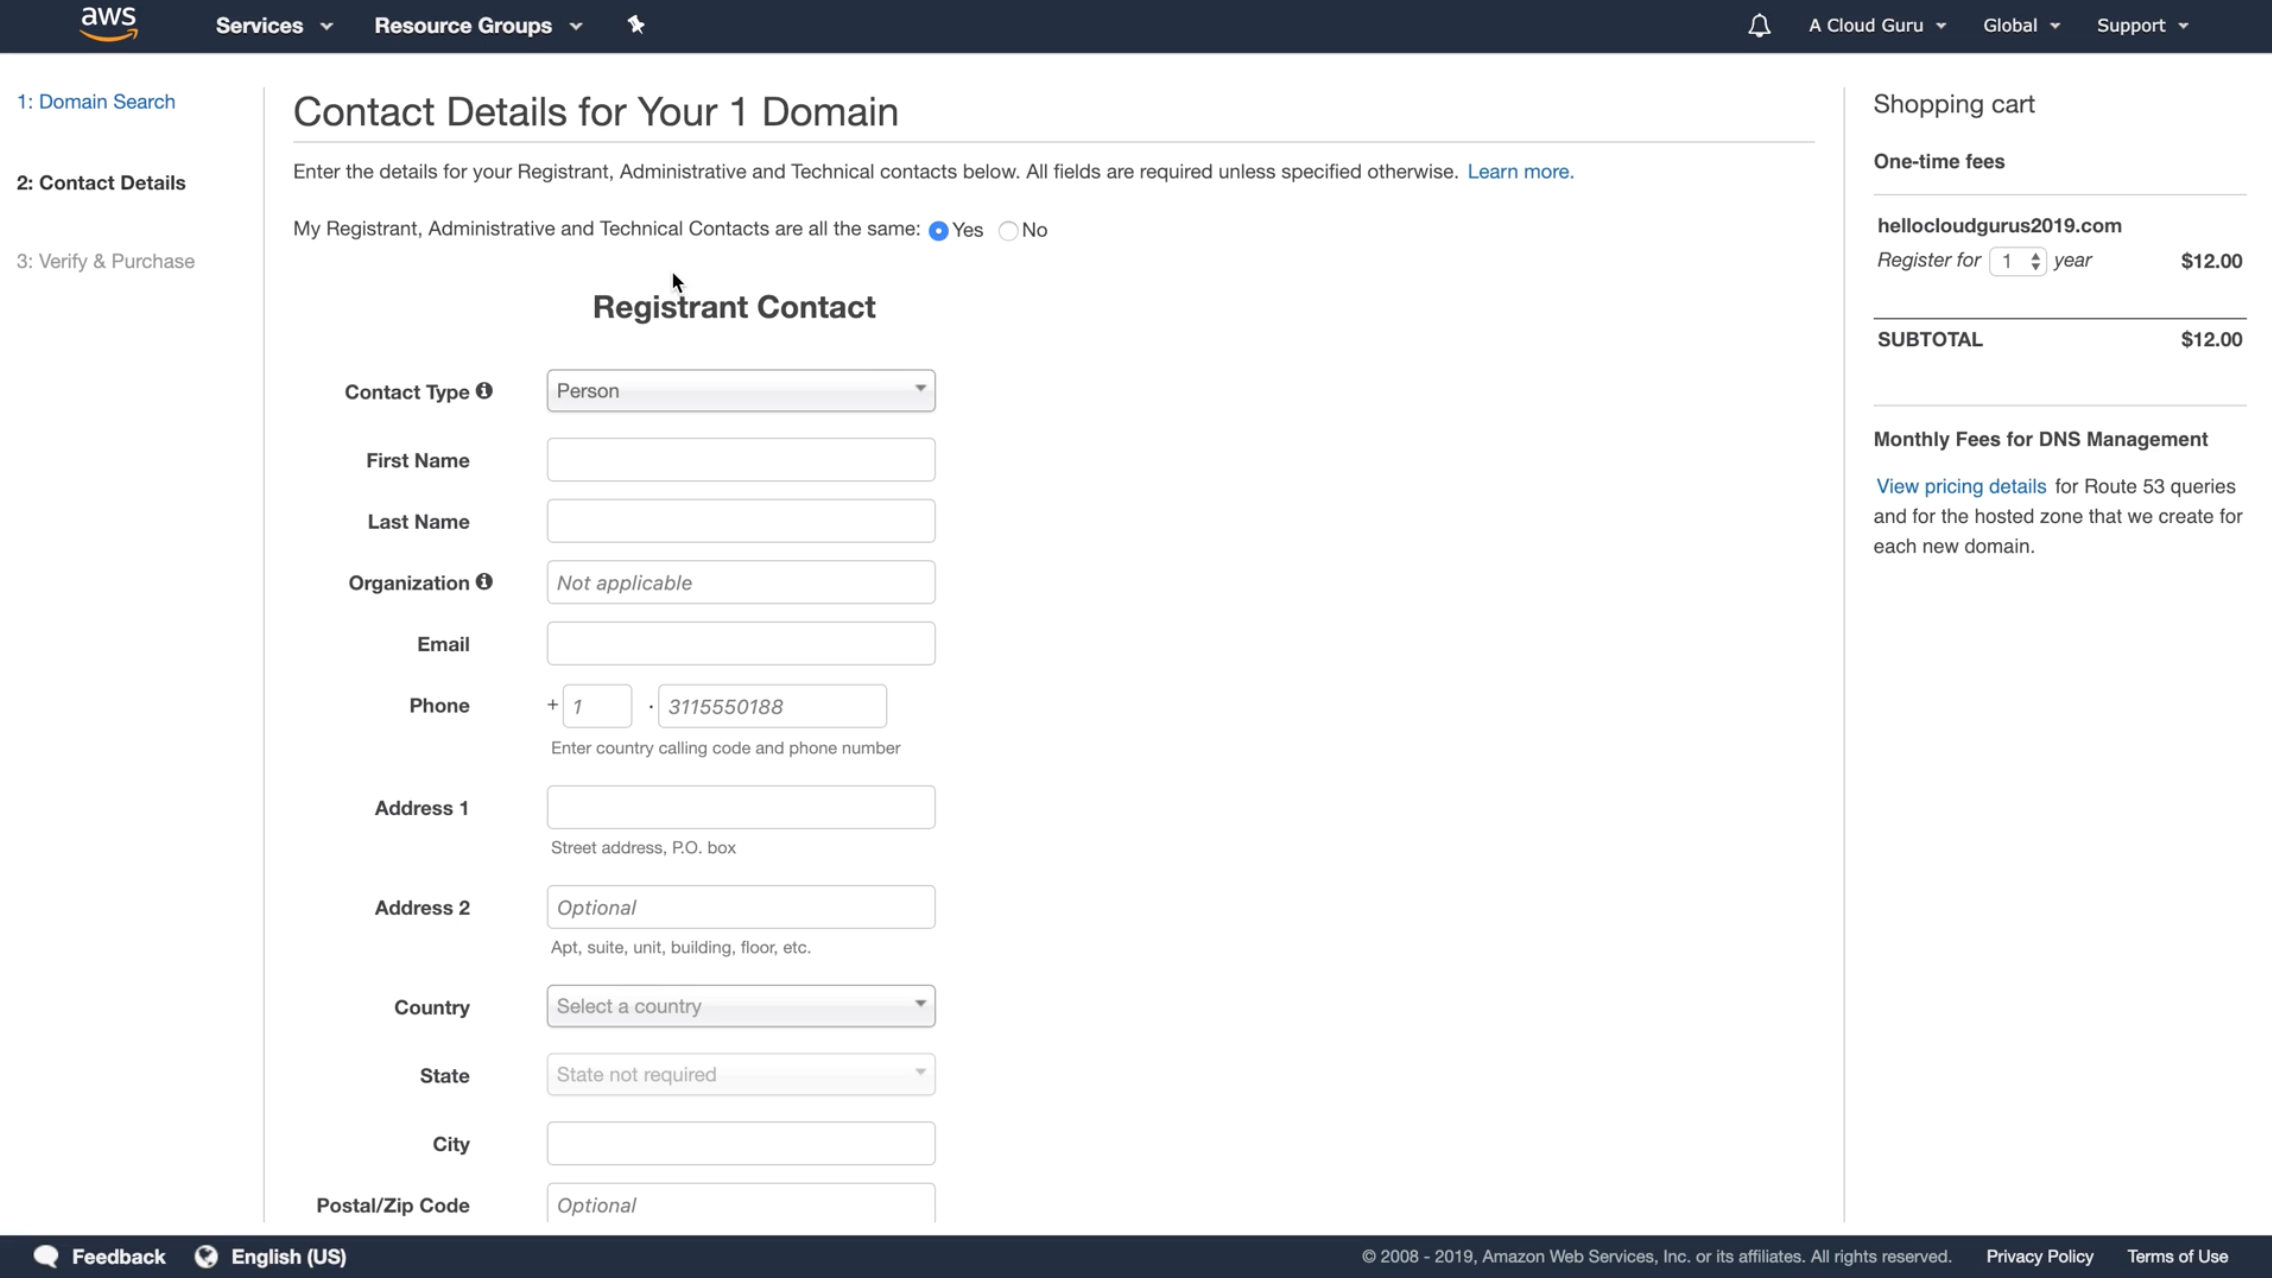 aws
Services
Resource Groups
A Cloud Guru
Global
Support
1: Domain Search
2: Contact Details
3: Verify & Purchase
Contact Details for Your 1 Domain
Enter the details for your Registrant, Administrative and Technical contacts below. All fields are required unless specified otherwise. Learn more.
My Registrant, Administrative and Technical Contacts are all the same: Yes No
Registrant Contact
Contact Type Person
First Name
Last Name
Organization Not applicable
Email
Phone + 1 . 3115550188
Enter country calling code and phone number
Address 1
Street address, P.O. box
Address 2 Optional
Apt, suite, unit, building, floor, etc.
Country Select a country
State State not required
City
Postal/Zip Code Optional
Shopping cart
One-time fees
hellocloudgurus2019.com
Register for 1 year $12.00
SUBTOTAL $12.00
Monthly Fees for DNS Management
View pricing details for Route 53 queries
and for the hosted zone that we create for
each new domain.
Feedback
English (US)
© 2008 - 2019, Amazon Web Services, Inc. or its affiliates. All rights reserved.
Privacy Policy
Terms of Use